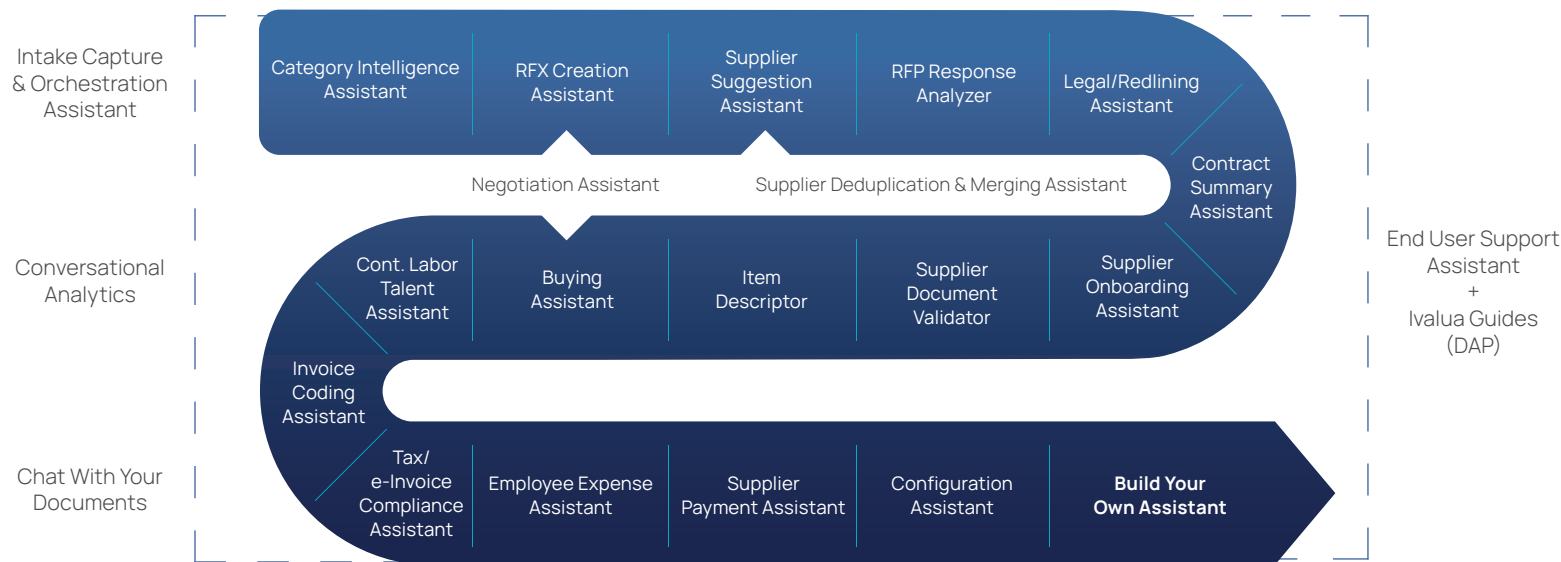 Intake Capture
& Orchestration
Assistant
Category Intelligence
Assistant
RFX Creation
Assistant
Supplier
Suggestion
Assistant
RFP Response
Analyzer
Legal/Redlining
Assistant
Contract
Summary
Assistant
Negotiation Assistant
Supplier Deduplication & Merging Assistant
Conversational
Analytics
Cont. Labor
Talent
Assistant
Buying
Assistant
Item
Descriptor
Supplier
Document
Validator
Supplier
Onboarding
Assistant
End User Support
Assistant
+
Ivalua Guides
(DAP)
Invoice
Coding
Assistant
Chat With Your
Documents
Tax/
e-Invoice
Compliance
Assistant
Employee Expense
Assistant
Supplier
Payment Assistant
Configuration
Assistant
Build Your
Own Assistant